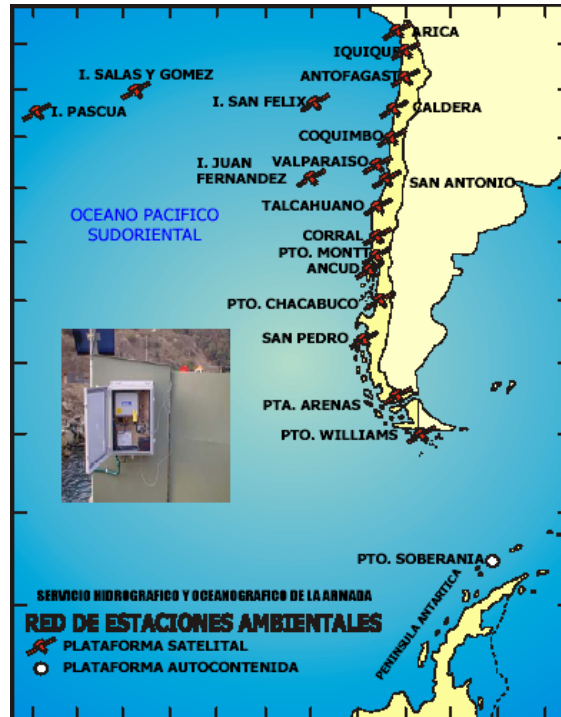 ARICA
IQUIQUE
I. SALAS Y GOMEZ
ANTOFAGAST
I. PASCUA
I. SAN FELIX
CALDERA
COQUIMBO
I. JUAN
FERNANDEZ
VALPARAISO
SAN ANTONIO
OCEANO PACIFICO
SUDORIENTAL
TALCAHUANO
CORRAL
PTO. MONTT
ANCUD
PTO. CHACABUCO
SAN PEDRO
PTA. ARENAS
PTO. WILLIAMS
PTO. SOBERANIA
PENINSULA ANTARTICA
SERVICIO HIDROGRAFICO Y OCEANOGRAFICO DE LA ARMADA
RED DE ESTACIONES AMBIENTALES
PLATAFORMA SATELITAL
PLATAFORMA AUTOCONTENIDA